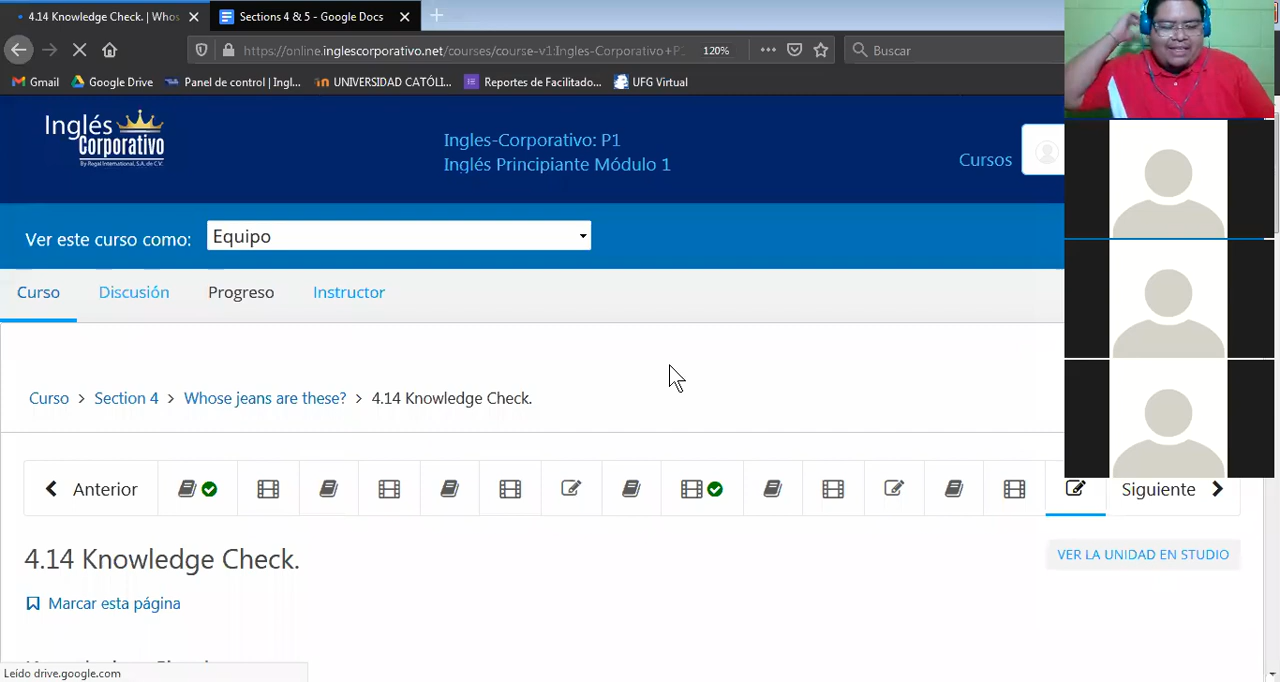 4.14 Knowledge Check. | Whos
Sections 4 & 5 - Google Docs
https://online.inglescorporativo.net/courses/course-v1:Ingles-Corporativo+P
120%
Buscar
Gmail
Google Drive
Panel de control | Ingl...
UNIVERSIDAD CATÓLI...
Reportes de Facilitado...
UFG Virtual
Inglés
Corporativo
By Regal International, S.A. de C.V.
Ingles-Corporativo: P1
Inglés Principiante Módulo 1
Cursos
Ver este curso como:
Equipo
Curso
Discusión
Progreso
Instructor
Curso > Section 4 > Whose jeans are these? > 4.14 Knowledge Check.
Anterior
Siguiente
4.14 Knowledge Check.
VER LA UNIDAD EN STUDIO
Marcar esta página
Leído drive.google.com